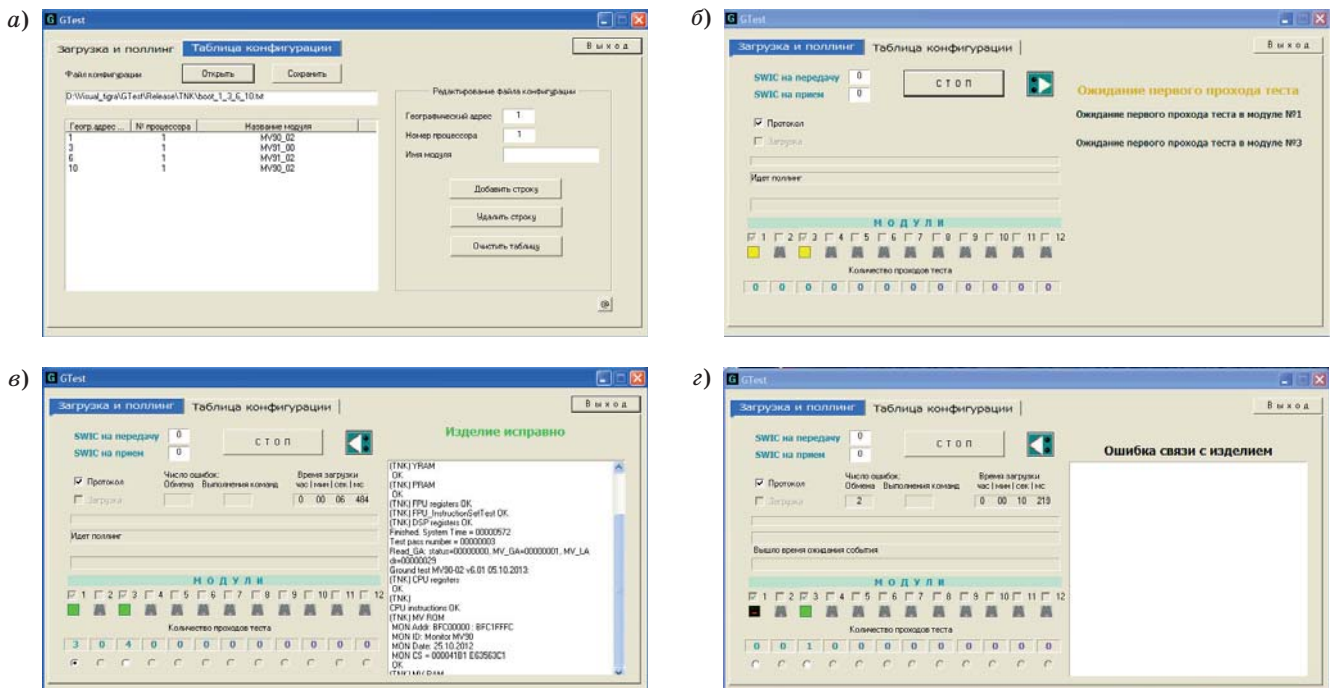 а)
GTest
Загрузка и поллинг Таблица конфигурации Выход
Файл конфигурации Открыть Сохранить
D:\Visual_tigra\GTest\Release\TNK\boot_1_3_6_10.txt
Геогр.адрес ... № процессора Название модуля
1 1 MV90_02
3 1 MV91_00
6 1 MV91_02
10 1 MV90_02
Редактирование файла конфигурации
Географический адрес 1
Номер процессора 1
Имя модуля
Добавить строку
Удалить строку
Очистить таблицу
@
б)
GTest
Загрузка и поллинг Таблица конфигурации Выход
SWIC на передачу 0
SWIC на прием 0
СТОП
Протокол
Загрузка
Идет поллинг
МОДУЛИ
1 2 3 4 5 6 7 8 9 10 11 12
Количество проходов теста
0 0 0 0 0 0 0 0 0 0 0 0
Ожидание первого прохода теста
Ожидание первого прохода теста в модуле №1
Ожидание первого прохода теста в модуле №3
в)
GTest
Загрузка и поллинг Таблица конфигурации Выход
SWIC на передачу 0
SWIC на прием 0
СТОП
Протокол
Загрузка
Число ошибок:
Обмена Выполнения команд
Время загрузки
час | мин | сек | мс
0 00 06 484
Идет поллинг
МОДУЛИ
1 2 3 4 5 6 7 8 9 10 11 12
Количество проходов теста
3 0 4 0 0 0 0 0 0 0 0 0
Изделие исправно
(TNK) YRAM
OK
(TNK) PRAM
OK
(TNK) FPU registers OK
(TNK) FPU_InstructionSetTest OK
(TNK) DSP registers OK
Finished. System Time = 00000572
Test pass number = 00000003
Read_GA: status=00000000, MV_GA=00000001, MV_LA
dr=00000029
Ground test MV90-02 v6.01 05.10.2013:
(TNK) CPU registers
OK
(TNK)
CPU instructions OK
(TNK) MV ROM
MON Addr: BFC00000 : BFC1FFFC
MON ID: Monitor MV90
MON Date: 25.10.2012
MON CS = 000041B1 E63563C1
OK
(TNK) MV RAM
г)
GTest
Загрузка и поллинг Таблица конфигурации Выход
SWIC на передачу 0
SWIC на прием 0
СТОП
Протокол
Загрузка
Число ошибок:
Обмена Выполнения команд
2
Время загрузки
час | мин | сек | мс
0 00 10 219
Вышло время ожидания события
МОДУЛИ
1 2 3 4 5 6 7 8 9 10 11 12
Количество проходов теста
0 0 1 0 0 0 0 0 0 0 0 0
Ошибка связи с изделием